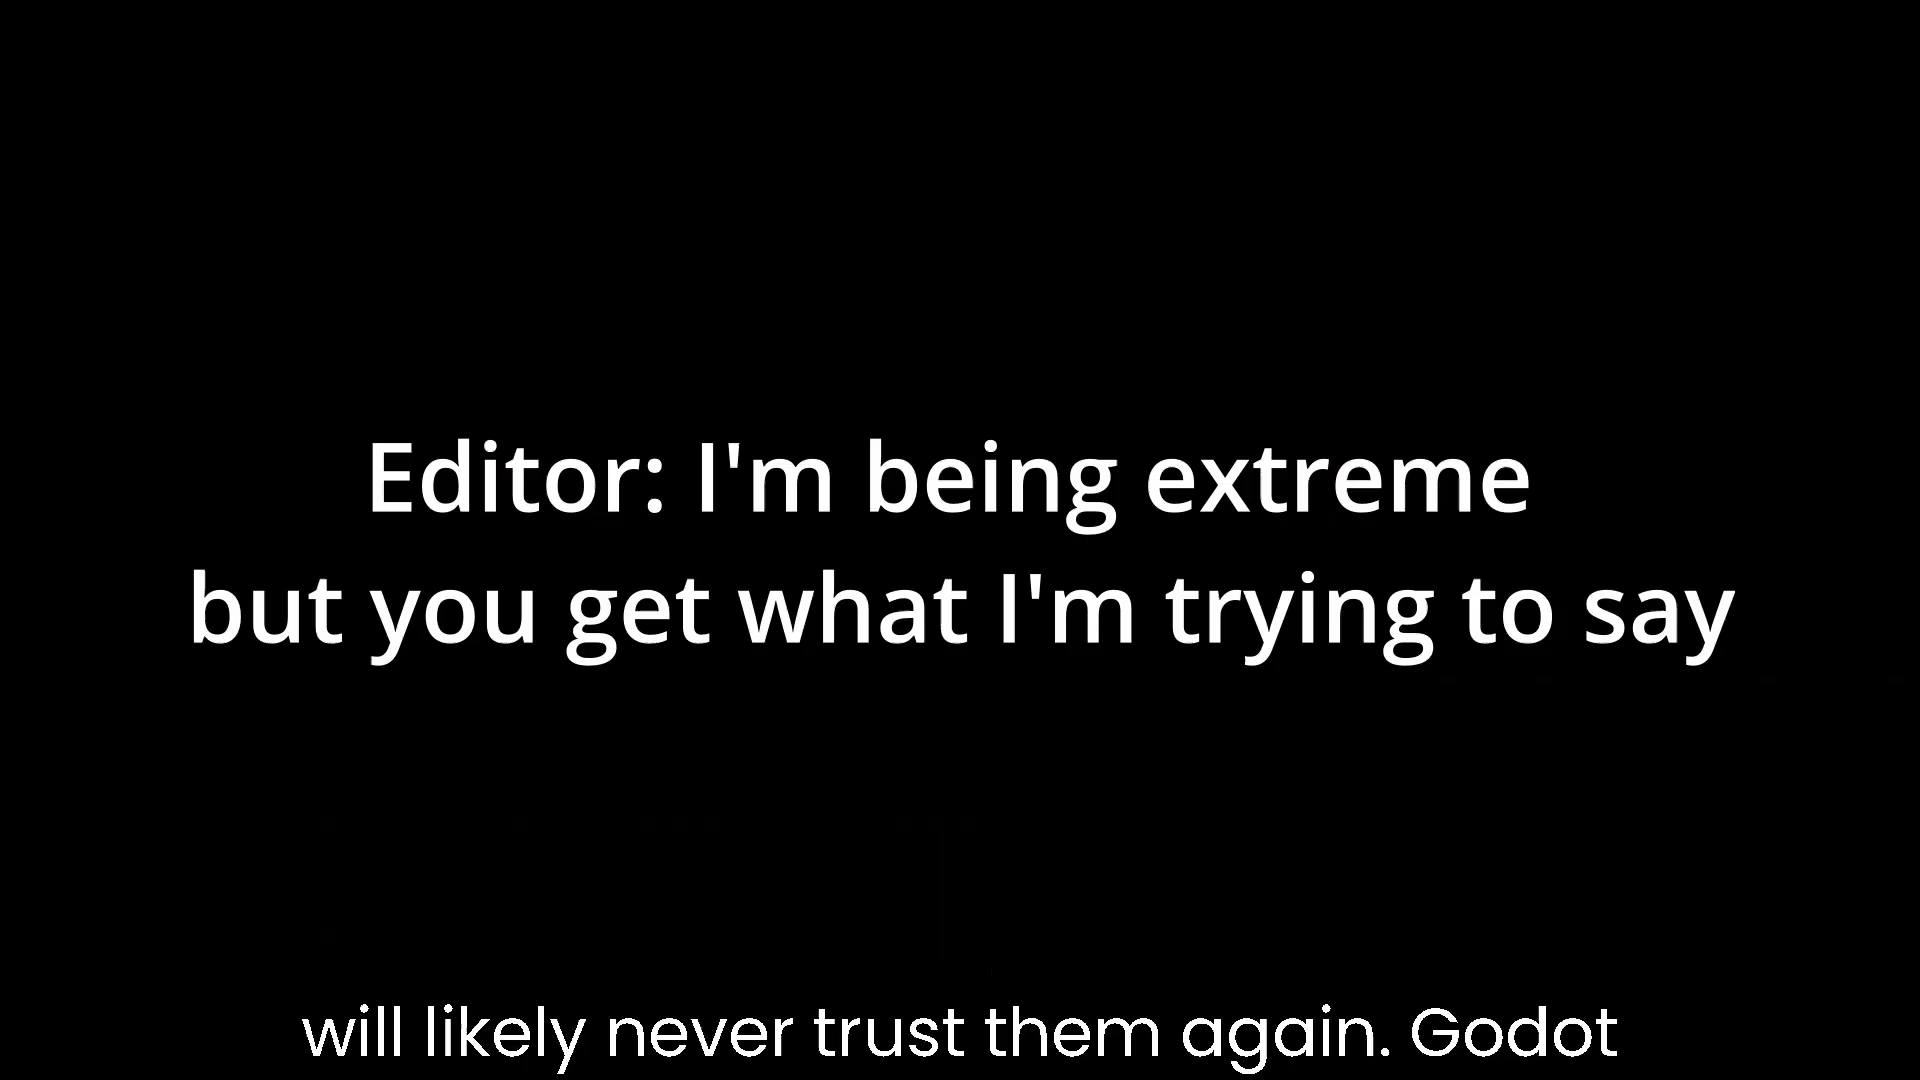 Editor: I'm being extreme
but you get what I'm trying to say
will likely never trust them again. Godot